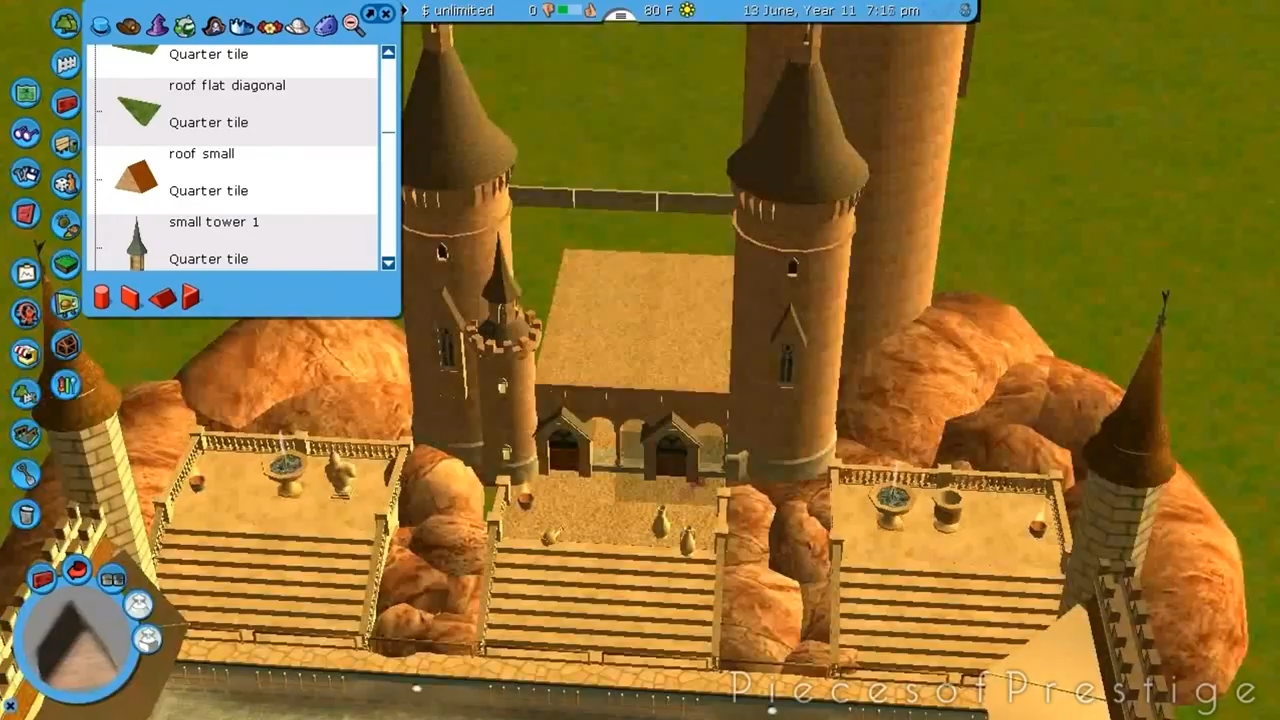 $ unlimited 0 80 F 13 June, Year 11 7:15 pm
Quarter tile
roof flat diagonal
Quarter tile
roof small
Quarter tile
small tower 1
Quarter tile
PiecesofPrestige